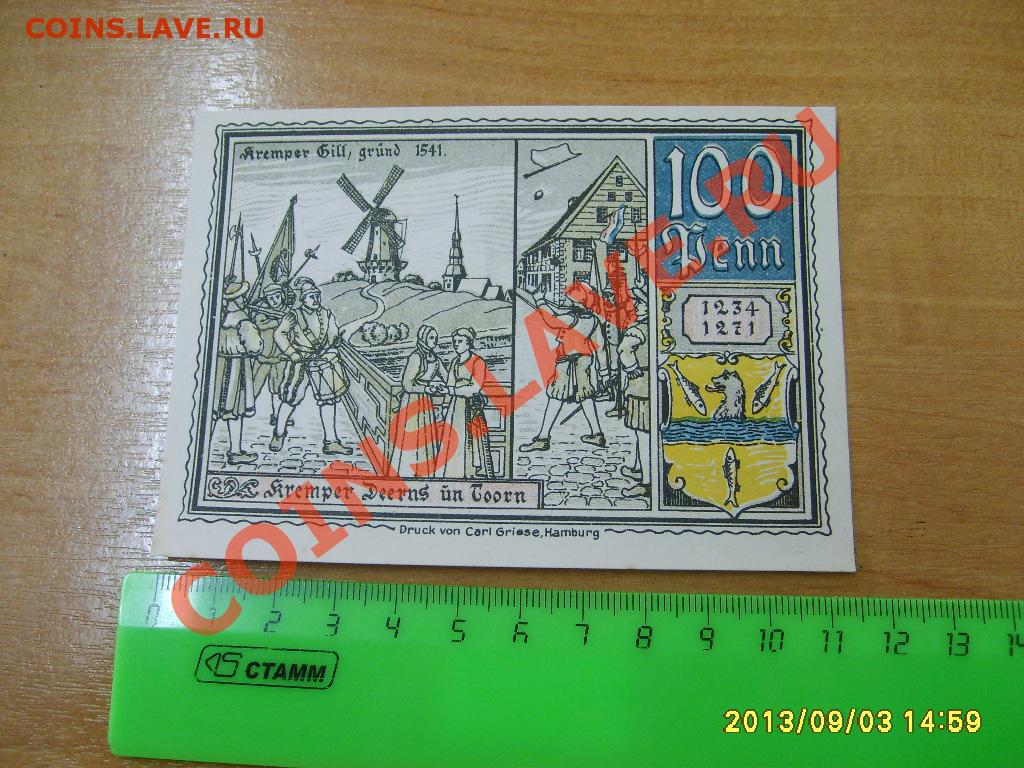 COINS.LAVE.RU
Kremper Gill, gründ 1541.
100
Penn
1234
1271
Kremper Deerns un Toorn
Druck von Carl Griese, Hamburg
COINS.LAVE.RU
0 1 2 3 4 5 6 7 8 9 10 11 12 13 14
СТАММ
2013/09/03 14:59